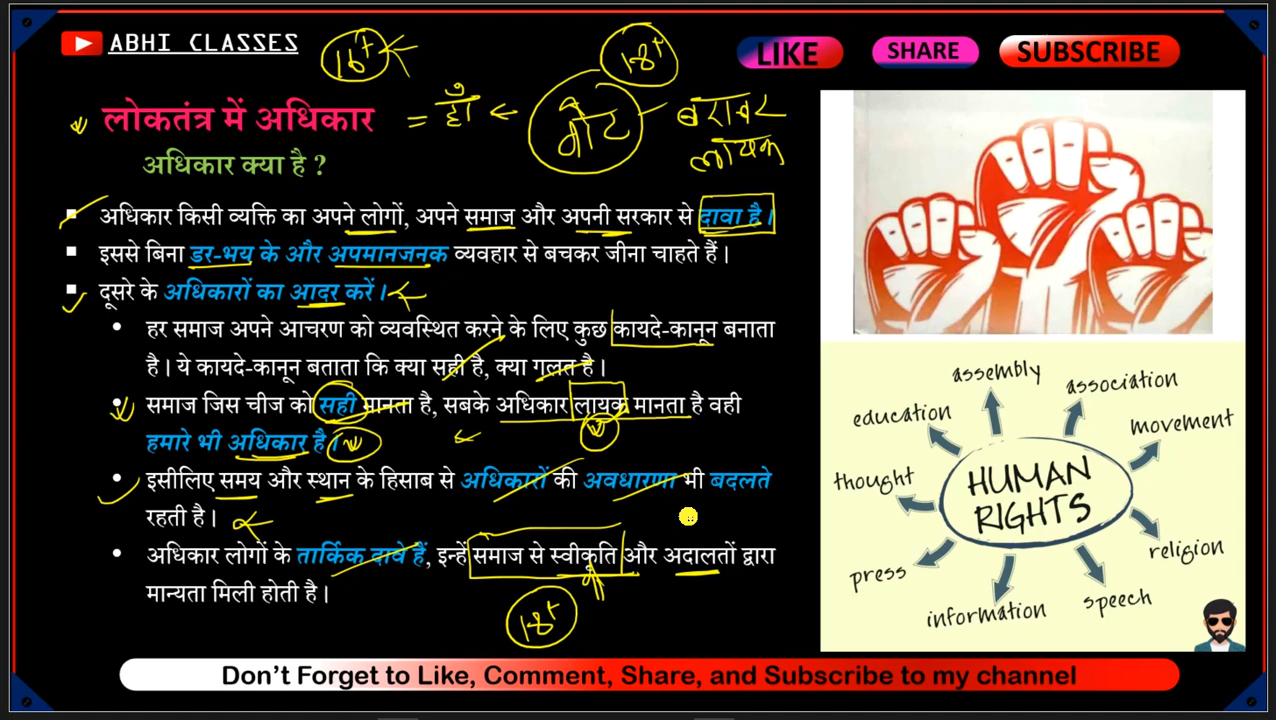 ABHI CLASSES
16+
18+
LIKE
SHARE
SUBSCRIBE
लोकतंत्र में अधिकार = हाँ ← वोट बराबर
लायक
अधिकार क्या है ?
▪ अधिकार किसी व्यक्ति का अपने लोगों, अपने समाज और अपनी सरकार से दावा है।
▪ इससे बिना डर-भय के और अपमानजनक व्यवहार से बचकर जीना चाहते हैं।
▪ दूसरे के अधिकारों का आदर करें।
• हर समाज अपने आचरण को व्यवस्थित करने के लिए कुछ कायदे-कानून बनाता
है। ये कायदे-कानून बताता कि क्या सही है, क्या गलत है।
• समाज जिस चीज को सही मानता है, सबके अधिकार लायक मानता है वही
हमारे भी अधिकार है।
• इसीलिए समय और स्थान के हिसाब से अधिकारों की अवधारणा भी बदलते
रहती है।
• अधिकार लोगों के तार्किक दावे हैं, इन्हें समाज से स्वीकृति और अदालतों द्वारा
मान्यता मिली होती है।
18+
assembly
association
education
movement
thought
HUMAN
RIGHTS
religion
press
speech
information
Don't Forget to Like, Comment, Share, and Subscribe to my channel